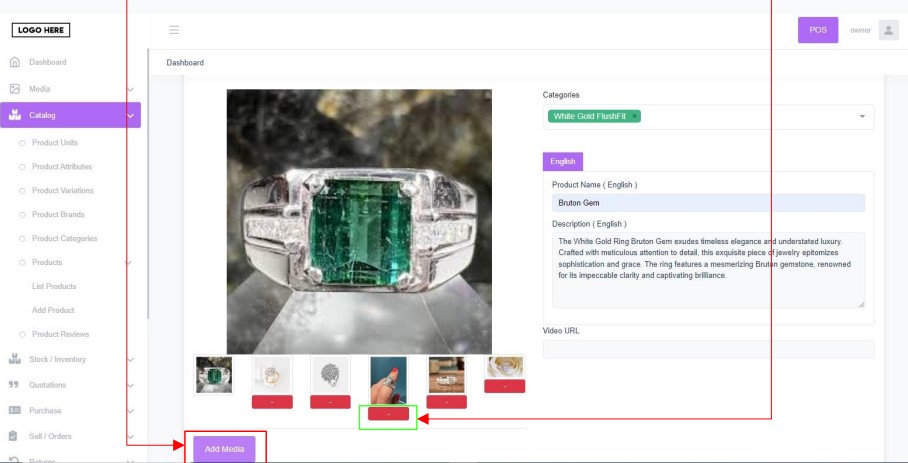 LOGO HERE
POS
owner
Dashboard
Dashboard
Media
Catalog
Product Units
Product Attributes
Product Variations
Product Brands
Product Categories
Products
List Products
Add Product
Product Reviews
Stock / Inventory
Quotations
Purchase
Sell / Orders
Returns
Categories
White Gold FlushFit ×
English
Product Name ( English )
Bruton Gem
Description ( English )
The White Gold Ring Bruton Gem exudes timeless elegance and understated luxury.
Crafted with meticulous attention to detail, this exquisite piece of jewelry epitomizes
sophistication and grace. The ring features a mesmerizing Bruton gemstone, renowned
for its impeccable clarity and captivating brilliance.
Video URL
-
-
-
-
-
Add Media